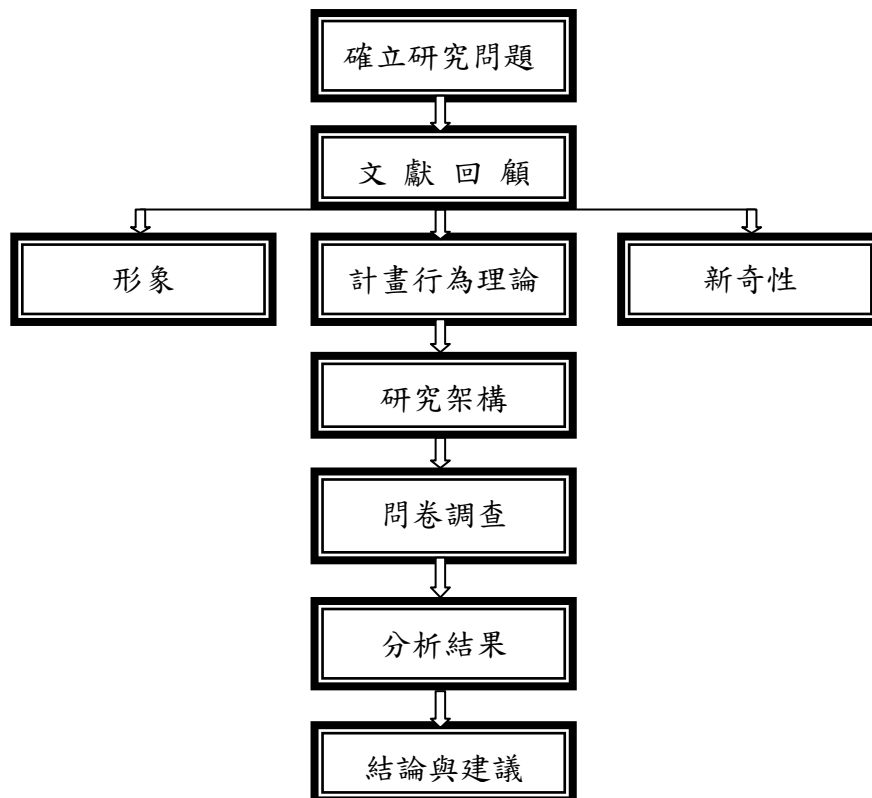 確立研究問題
文獻回顧
形象
計畫行為理論
新奇性
研究架構
問卷調查
分析結果
結論與建議